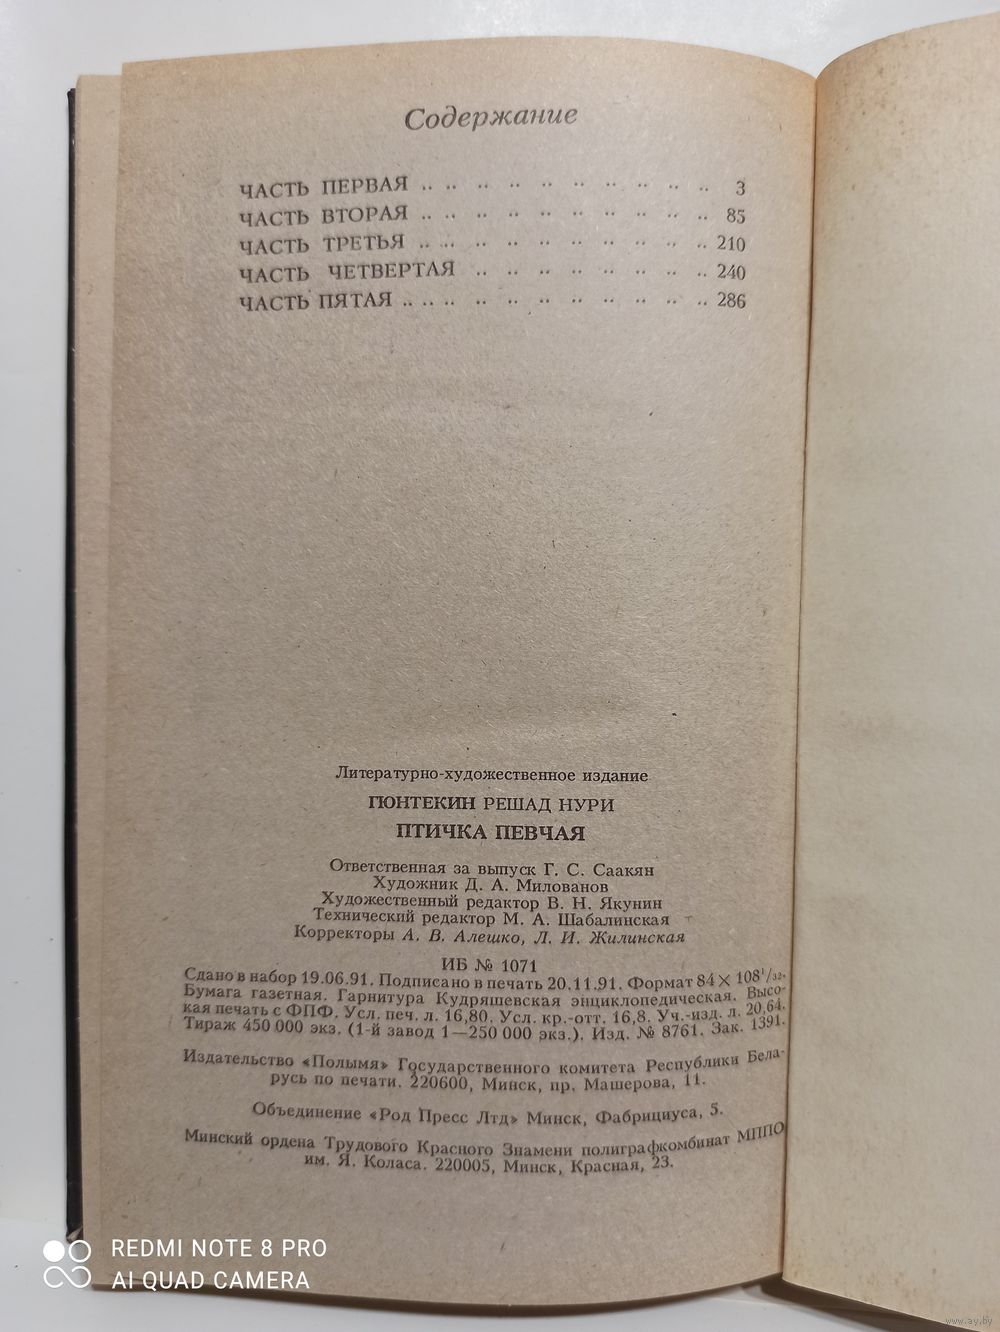 Содержание
ЧАСТЬ ПЕРВАЯ .. .. .. .. .. .. .. .. .. .. 3
ЧАСТЬ ВТОРАЯ .. .. .. .. .. .. .. .. .. .. 85
ЧАСТЬ ТРЕТЬЯ .. .. .. .. .. .. .. .. .. .. 210
ЧАСТЬ ЧЕТВЕРТАЯ .. .. .. .. .. .. .. .. 240
ЧАСТЬ ПЯТАЯ .. .. .. .. .. .. .. .. .. .. 286
Литературно-художественное издание
ГЮНТЕКИН РЕШАД НУРИ
ПТИЧКА ПЕВЧАЯ
Ответственная за выпуск Г. С. Саакян
Художник Д. А. Милованов
Художественный редактор В. Н. Якунин
Технический редактор М. А. Шабалинская
Корректоры А. В. Алешко, Л. И. Жилинская
ИБ № 1071
Сдано в набор 19.06.91. Подписано в печать 20.11.91. Формат 84×108¹/₃₂.
Бумага газетная. Гарнитура Кудряшевская энциклопедическая. Высо-
кая печать с ФПФ. Усл. печ. л. 16,80. Усл. кр.-отт. 16,8. Уч.-изд. л. 20,64.
Тираж 450 000 экз. (1-й завод 1—250 000 экз.). Изд. № 8761. Зак. 1391.
Издательство «Полымя» Государственного комитета Республики Бела-
русь по печати. 220600, Минск, пр. Машерова, 11.
Объединение «Род Пресс Лтд» Минск, Фабрициуса, 5.
Минский ордена Трудового Красного Знамени полиграфкомбинат МППО
им. Я. Коласа. 220005, Минск, Красная, 23.
REDMI NOTE 8 PRO
AI QUAD CAMERA
www.ay.by